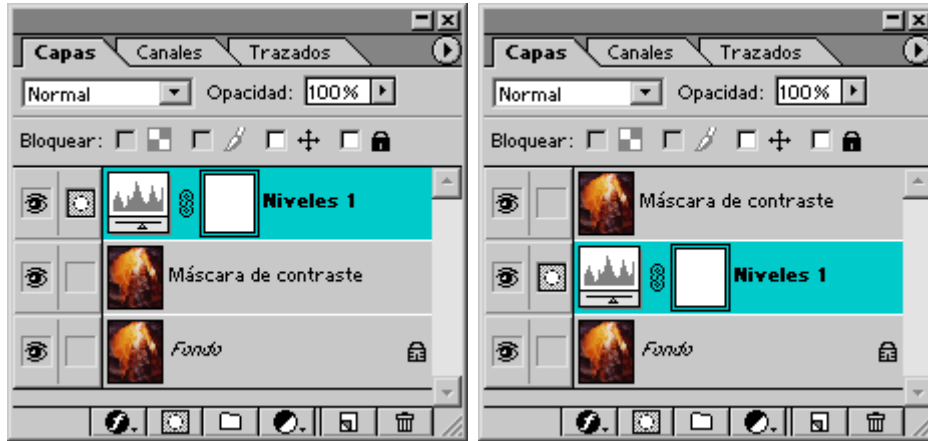 Capas Canales Trazados
Normal Opacidad: 100%
Bloquear:
Niveles 1
Máscara de contraste
Fondo
Capas Canales Trazados
Normal Opacidad: 100%
Bloquear:
Máscara de contraste
Niveles 1
Fondo